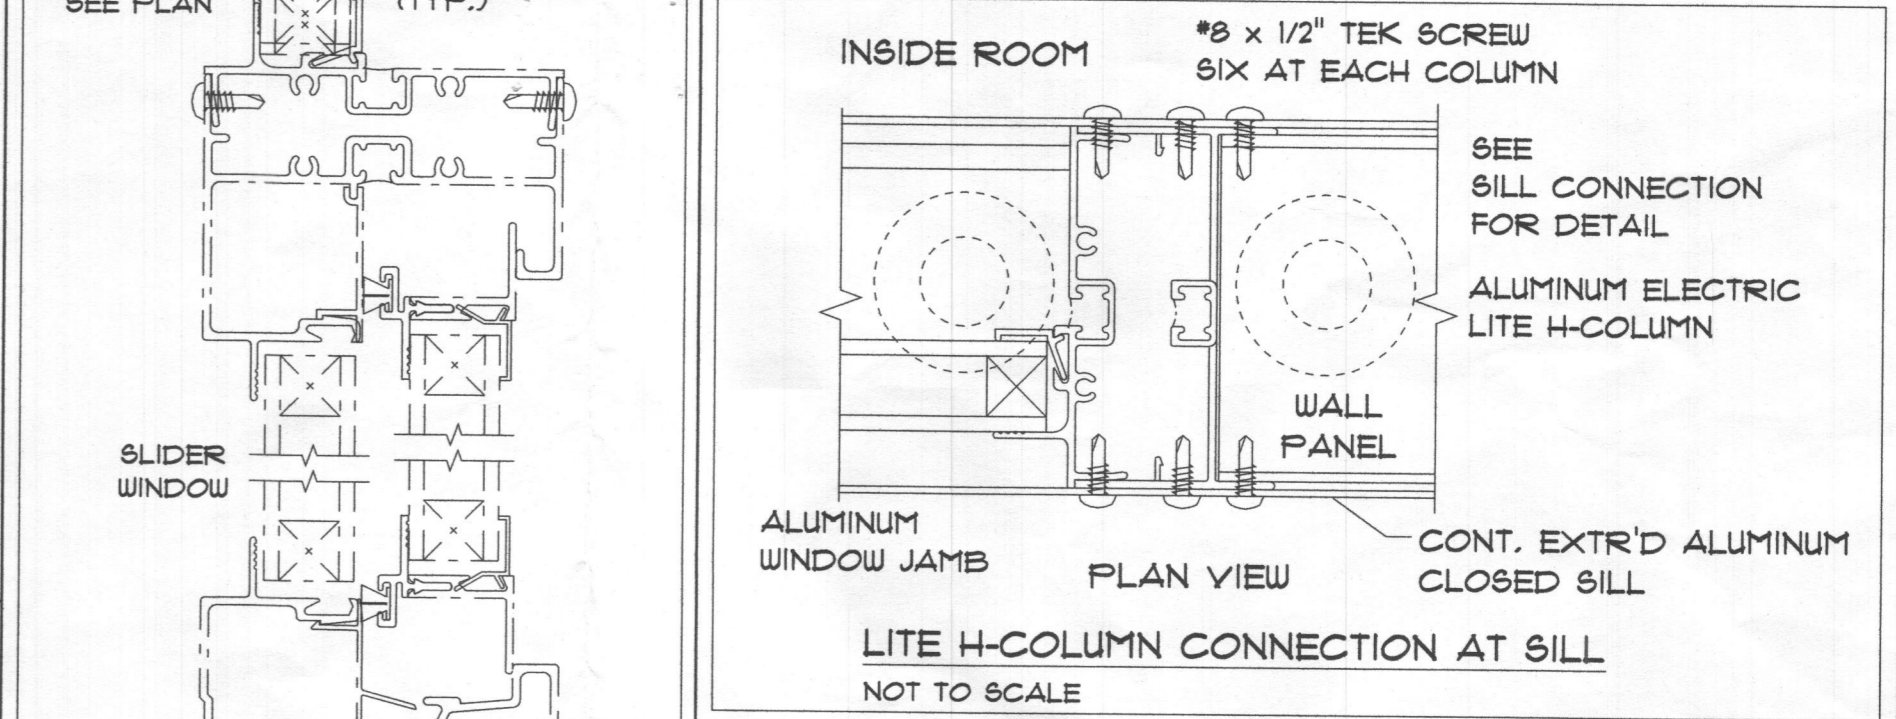 SEE PLAN
(TYP.)
SLIDER
WINDOW
INSIDE ROOM
#8 x 1/2" TEK SCREW
SIX AT EACH COLUMN
SEE
SILL CONNECTION
FOR DETAIL
ALUMINUM ELECTRIC
LITE H-COLUMN
WALL
PANEL
ALUMINUM
WINDOW JAMB
PLAN VIEW
CONT. EXTR'D ALUMINUM
CLOSED SILL
LITE H-COLUMN CONNECTION AT SILL
NOT TO SCALE